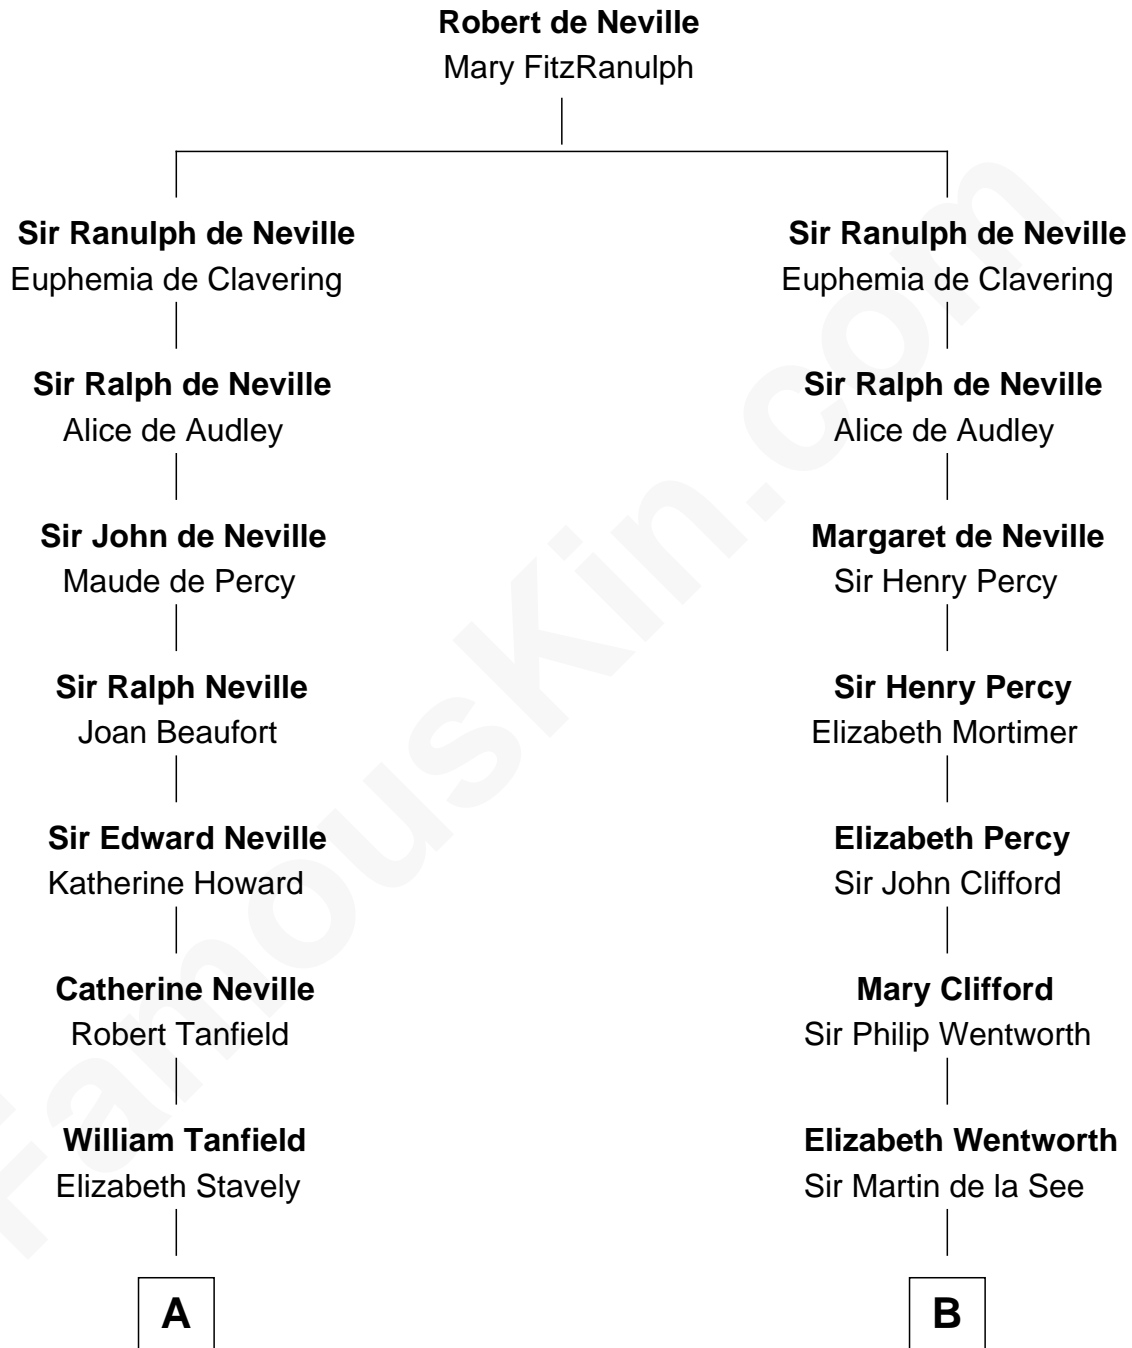 Robert de Neville
Mary FitzRanulph
Sir Ranulph de Neville
Euphemia de Clavering
Sir Ranulph de Neville
Euphemia de Clavering
Sir Ralph de Neville
Alice de Audley
Sir Ralph de Neville
Alice de Audley
Sir John de Neville
Maude de Percy
Margaret de Neville
Sir Henry Percy
Sir Ralph Neville
Joan Beaufort
Sir Henry Percy
Elizabeth Mortimer
Sir Edward Neville
Katherine Howard
Elizabeth Percy
Sir John Clifford
Catherine Neville
Robert Tanfield
Mary Clifford
Sir Philip Wentworth
William Tanfield
Elizabeth Stavely
Elizabeth Wentworth
Sir Martin de la See
A
B
FamousKin.com